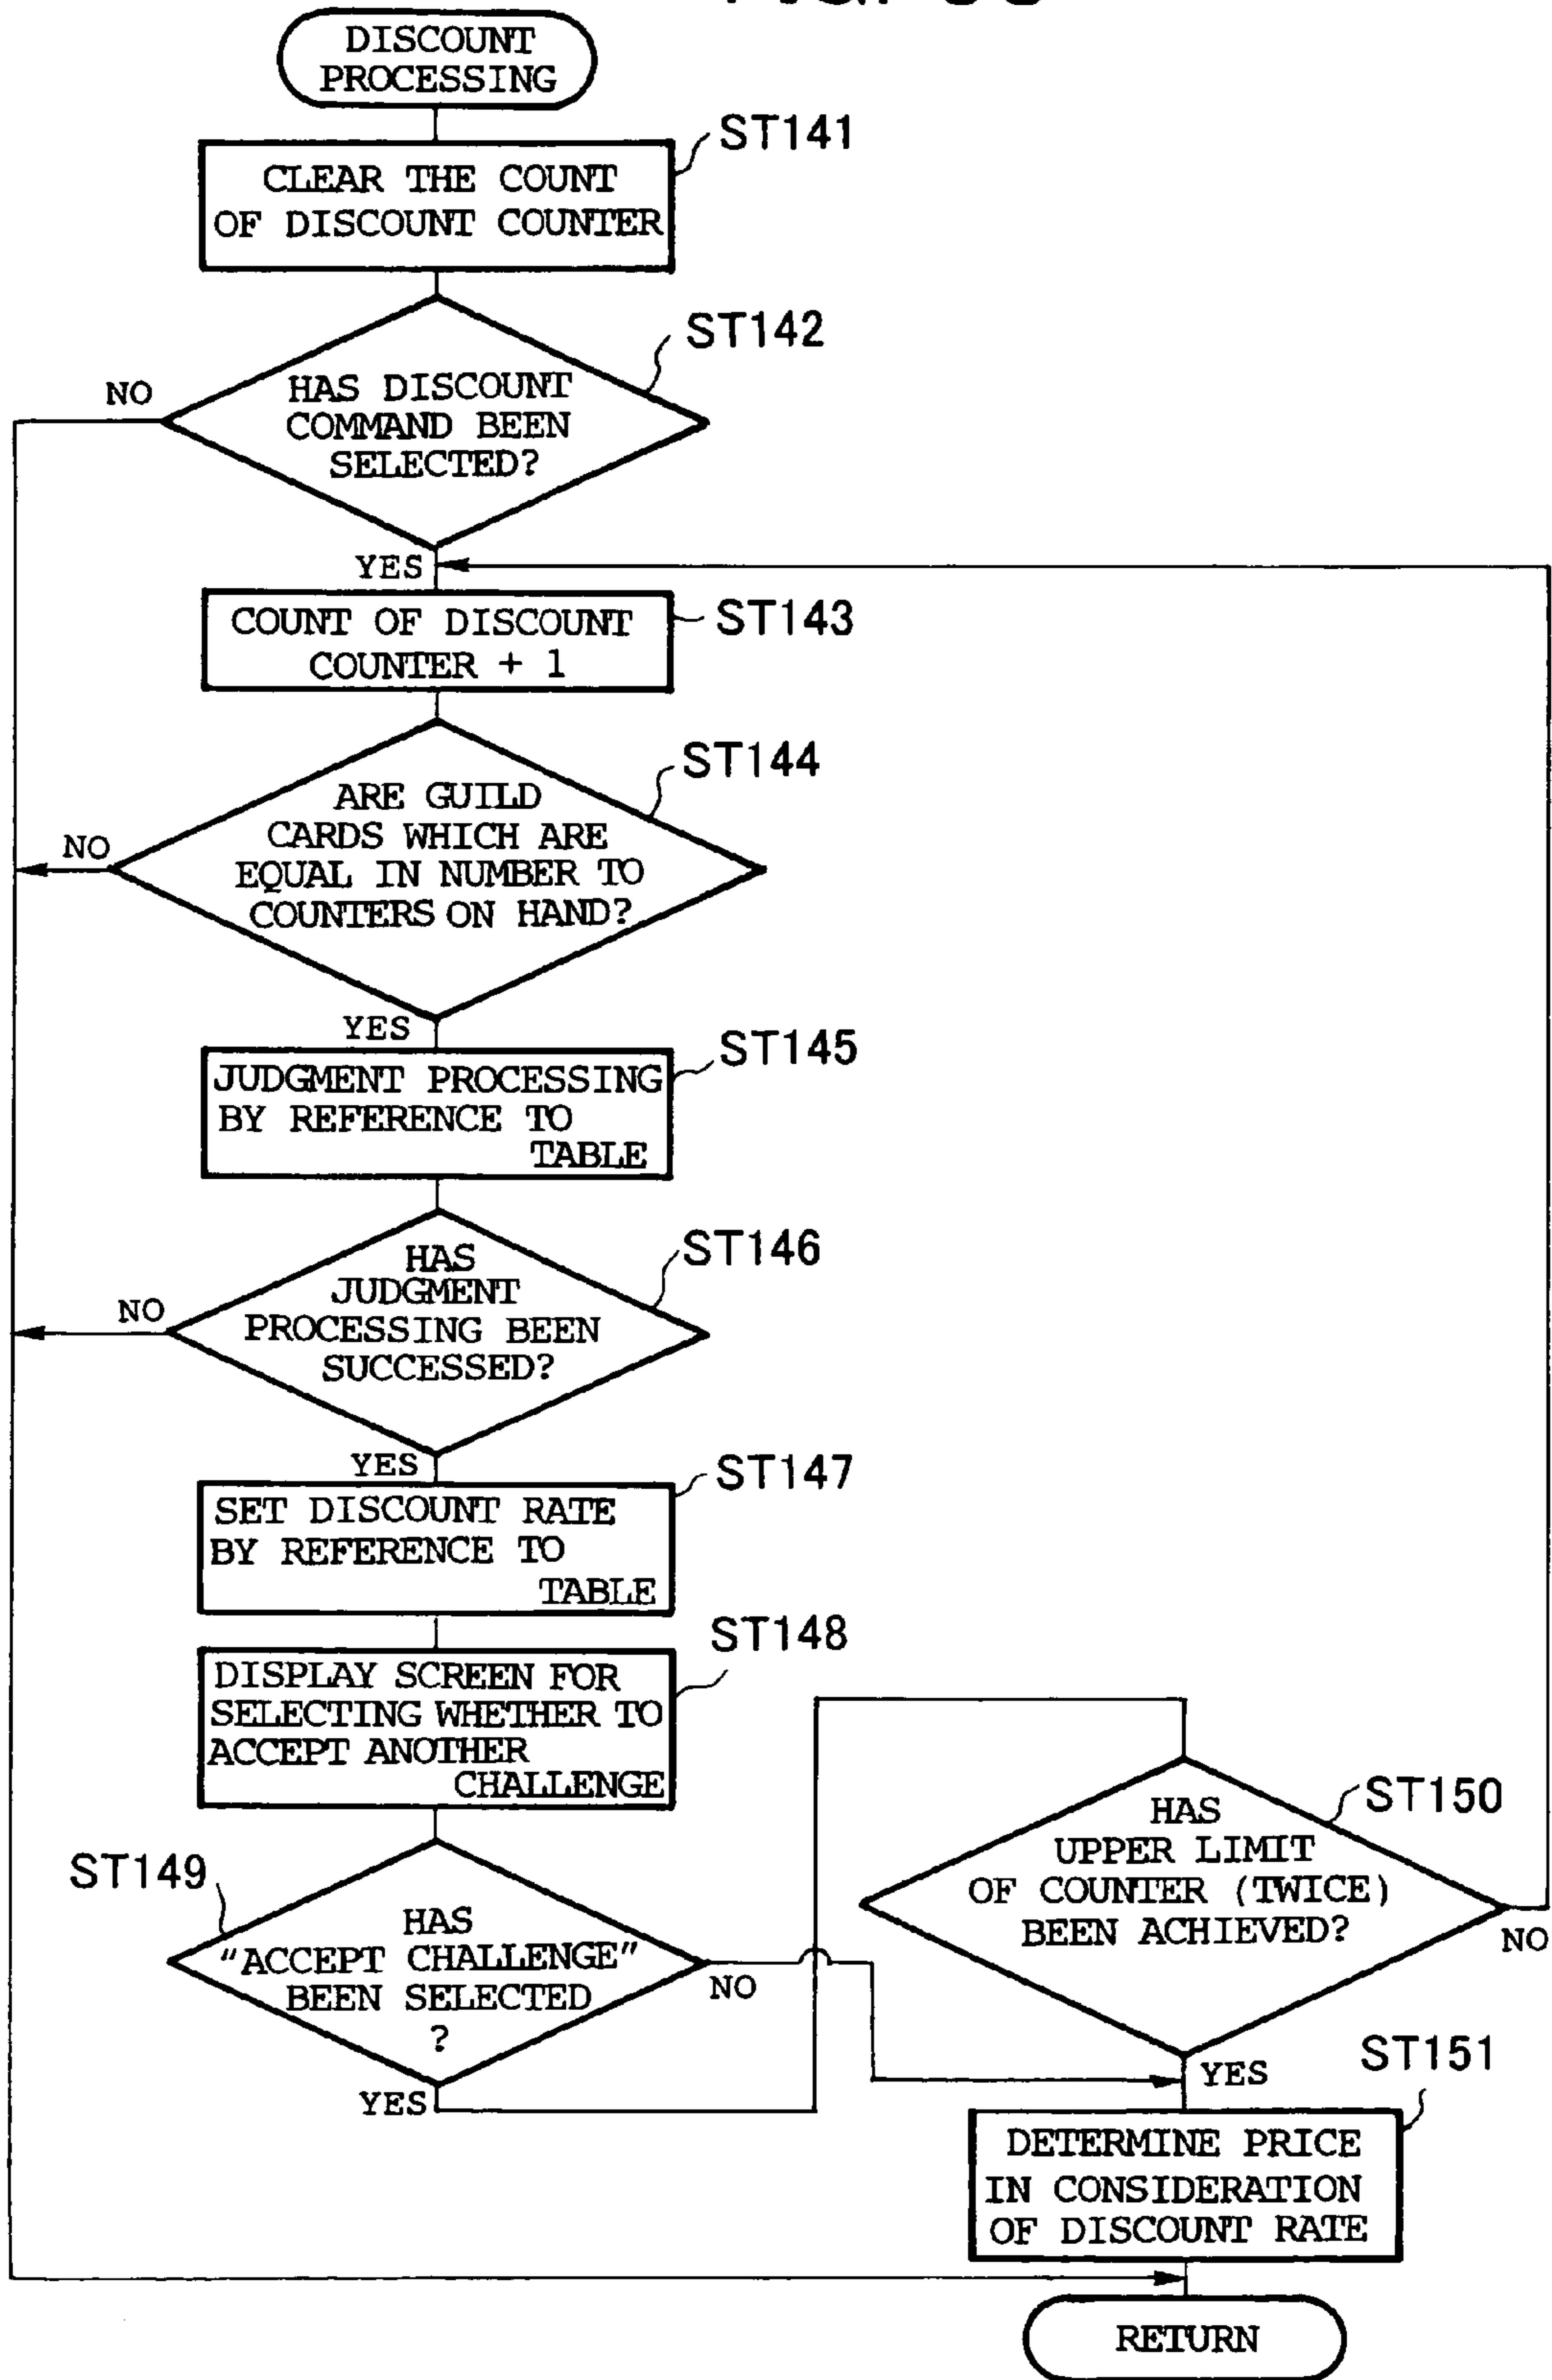 DISCOUNT
PROCESSING
ST141
CLEAR THE COUNT
OF DISCOUNT COUNTER
ST142
NO
HAS DISCOUNT
COMMAND BEEN
SELECTED?
YES
ST143
COUNT OF DISCOUNT
COUNTER + 1
ST144
ARE GUILD
CARDS WHICH ARE
EQUAL IN NUMBER TO
COUNTERS ON HAND?
NO
YES
ST145
JUDGMENT PROCESSING
BY REFERENCE TO
TABLE
ST146
HAS
JUDGMENT
PROCESSING BEEN
SUCCESSED?
NO
YES
ST147
SET DISCOUNT RATE
BY REFERENCE TO
TABLE
ST148
DISPLAY SCREEN FOR
SELECTING WHETHER TO
ACCEPT ANOTHER
CHALLENGE
ST149
HAS
"ACCEPT CHALLENGE"
BEEN SELECTED
?
NO
YES
ST150
HAS
UPPER LIMIT
OF COUNTER (TWICE)
BEEN ACHIEVED?
NO
YES
ST151
DETERMINE PRICE
IN CONSIDERATION
OF DISCOUNT RATE
RETURN